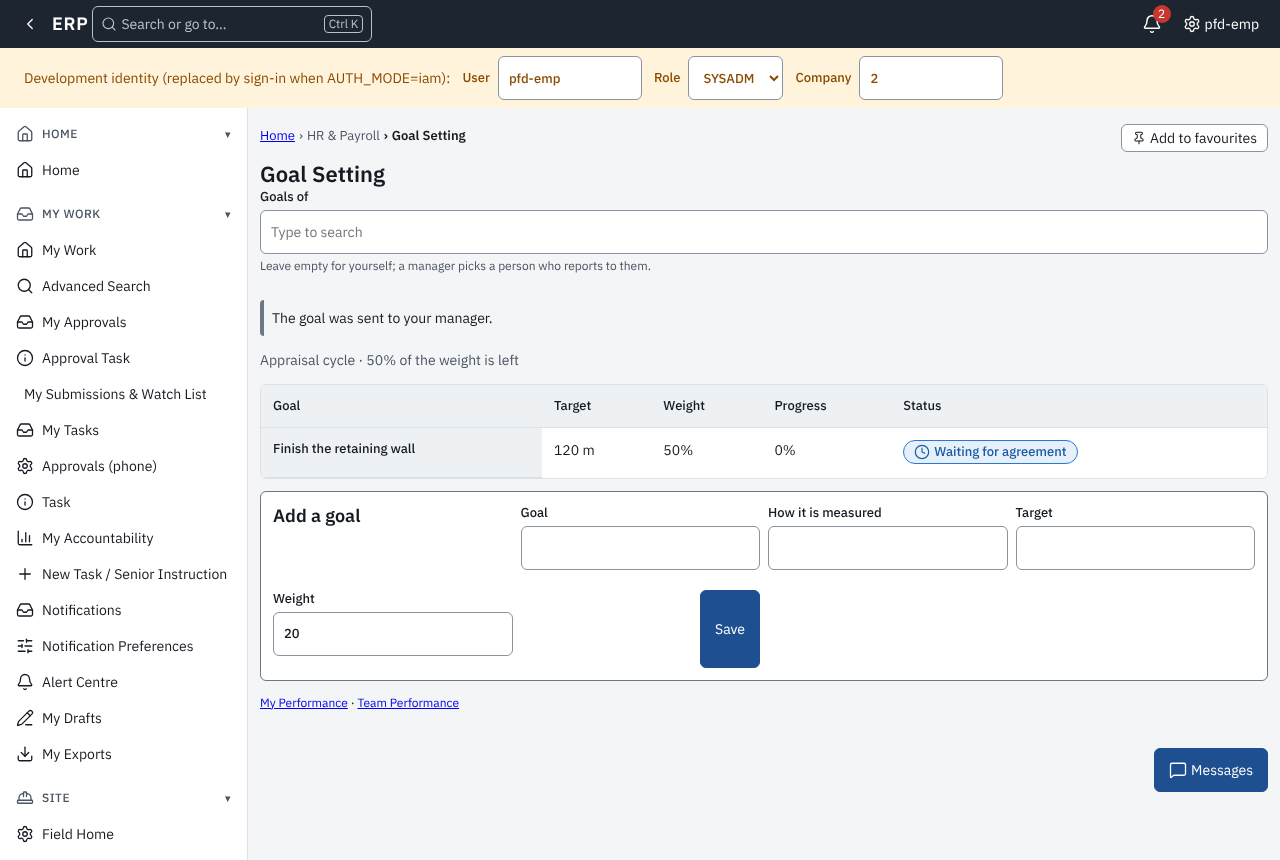 ERP
Search or go to…
Ctrl K
2
pfd-emp
Development identity (replaced by sign-in when AUTH_MODE=iam):
User
pfd-emp
Role
SYSADM
Company
2
HOME
Home
MY WORK
My Work
Advanced Search
My Approvals
Approval Task
My Submissions & Watch List
My Tasks
Approvals (phone)
Task
My Accountability
New Task / Senior Instruction
Notifications
Notification Preferences
Alert Centre
My Drafts
My Exports
SITE
Field Home
Home › HR & Payroll › Goal Setting
Add to favourites
Goal Setting
Goals of
Type to search
Leave empty for yourself; a manager picks a person who reports to them.
The goal was sent to your manager.
Appraisal cycle · 50% of the weight is left
Goal Target Weight Progress Status
Finish the retaining wall 120 m 50% 0% Waiting for agreement
Add a goal
Goal
How it is measured
Target
Weight
20
Save
My Performance · Team Performance
Messages